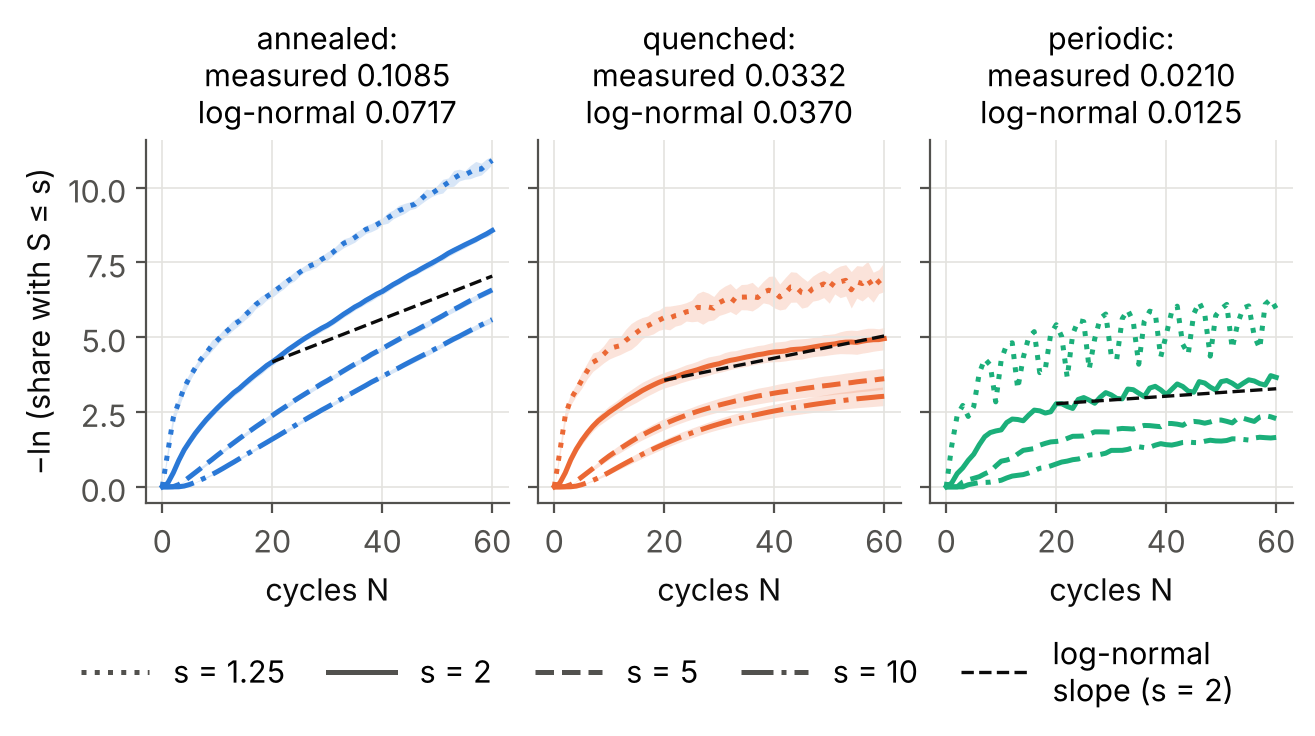 annealed:
measured 0.1085
log-normal 0.0717
quenched:
measured 0.0332
log-normal 0.0370
periodic:
measured 0.0210
log-normal 0.0125
−ln (share with S ≤ s)
10.0
7.5
5.0
2.5
0.0
0 20 40 60
0 20 40 60
0 20 40 60
cycles N
cycles N
cycles N
s = 1.25
s = 2
s = 5
s = 10
log-normal
slope (s = 2)